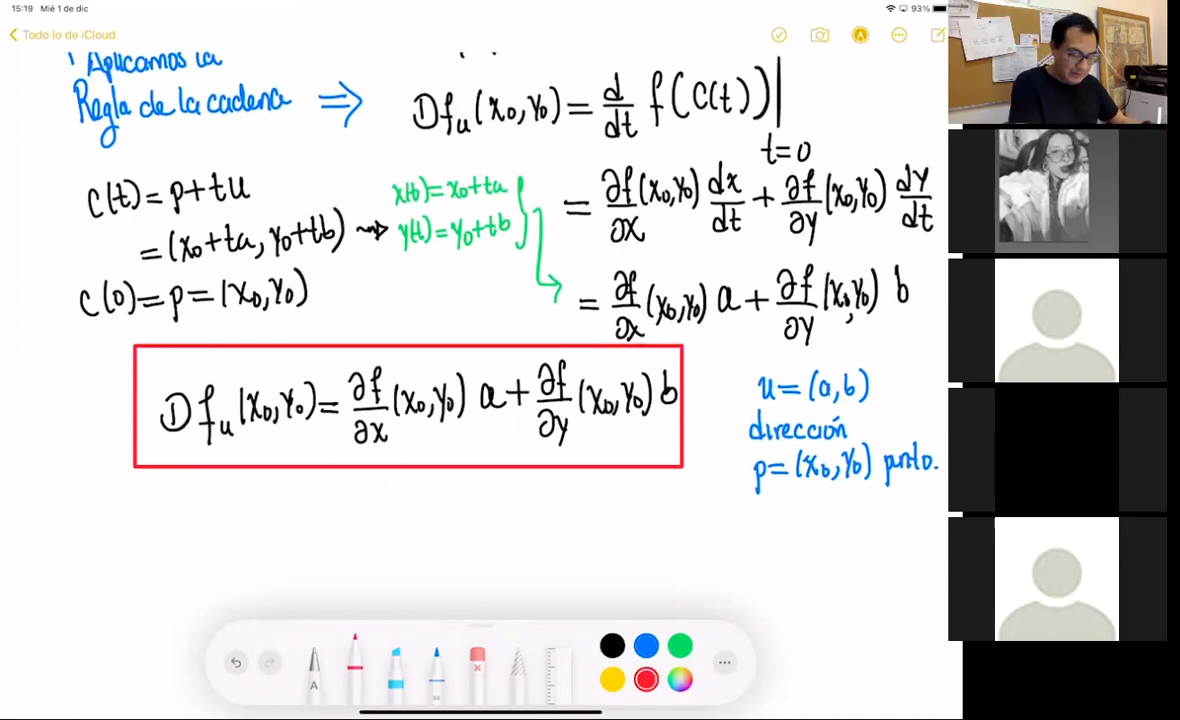 15:19 Mié 1 de dic
93%
Todo lo de iCloud
Aplicamos la
Regla de la cadena ⇒ Df_u(x₀,y₀) = d/dt f(C(t))|_{t=0}
C(t) = p + tu
= (x₀+ta, y₀+tb) ⇝
x(t) = x₀+ta
y(t) = y₀+tb
C(0) = p = (x₀,y₀)
= ∂f/∂x (x₀,y₀) dx/dt + ∂f/∂y (x₀,y₀) dy/dt
= ∂f/∂x (x₀,y₀) a + ∂f/∂y (x₀,y₀) b
Df_u(x₀,y₀) = ∂f/∂x (x₀,y₀) a + ∂f/∂y (x₀,y₀) b
u = (a,b)
dirección
p = (x₀,y₀) punto.
A